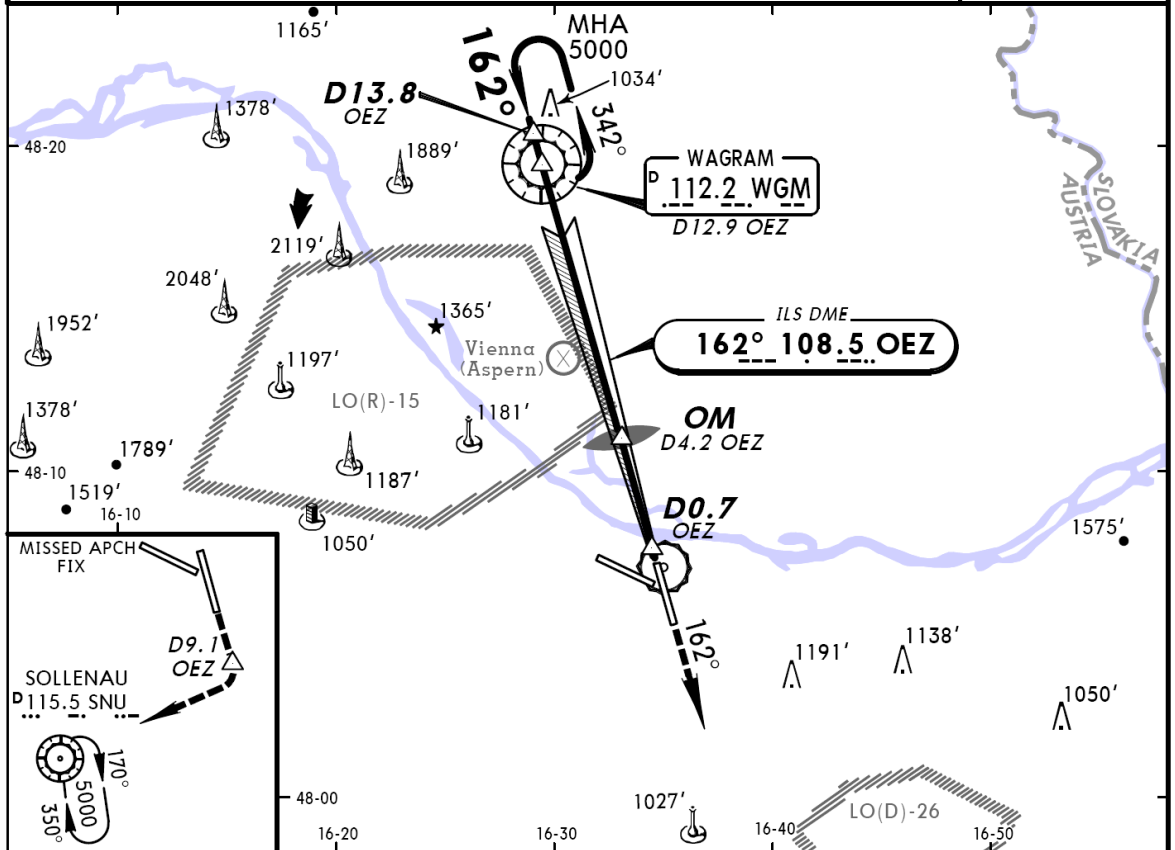 1165′
MHA
5000
162°
D13.8
OEZ
1034′
342°
1378′
48-20
1889′
WAGRAM
D 112.2 WGM
D12.9 OEZ
SLOVAKIA
AUSTRIA
2119′
2048′
1952′
1365′
ILS DME
162° 108.5 OEZ
Vienna
(Aspern)
X
1197′
LO(R)-15
1181′
OM
D4.2 OEZ
1378′
1789′
48-10
1187′
1519′
16-10
1050′
D0.7
OEZ
1575′
MISSED APCH
FIX
D9.1
OEZ
SOLLENAU
D 115.5 SNU
170°
5000
350°
162°
1191′
1138′
1050′
48-00
1027′
LO(D)-26
16-20
16-30
16-40
16-50